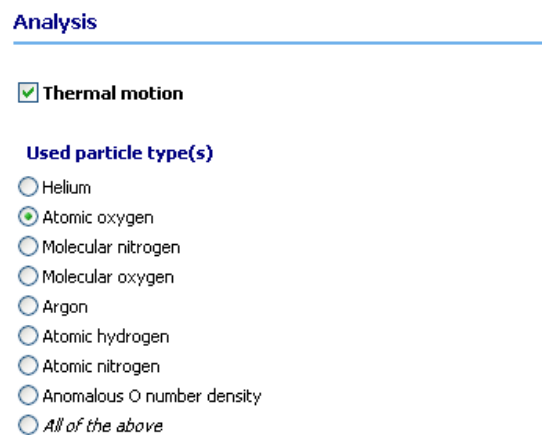 Analysis
Thermal motion
Used particle type(s)
Helium
Atomic oxygen
Molecular nitrogen
Molecular oxygen
Argon
Atomic hydrogen
Atomic nitrogen
Anomalous O number density
All of the above